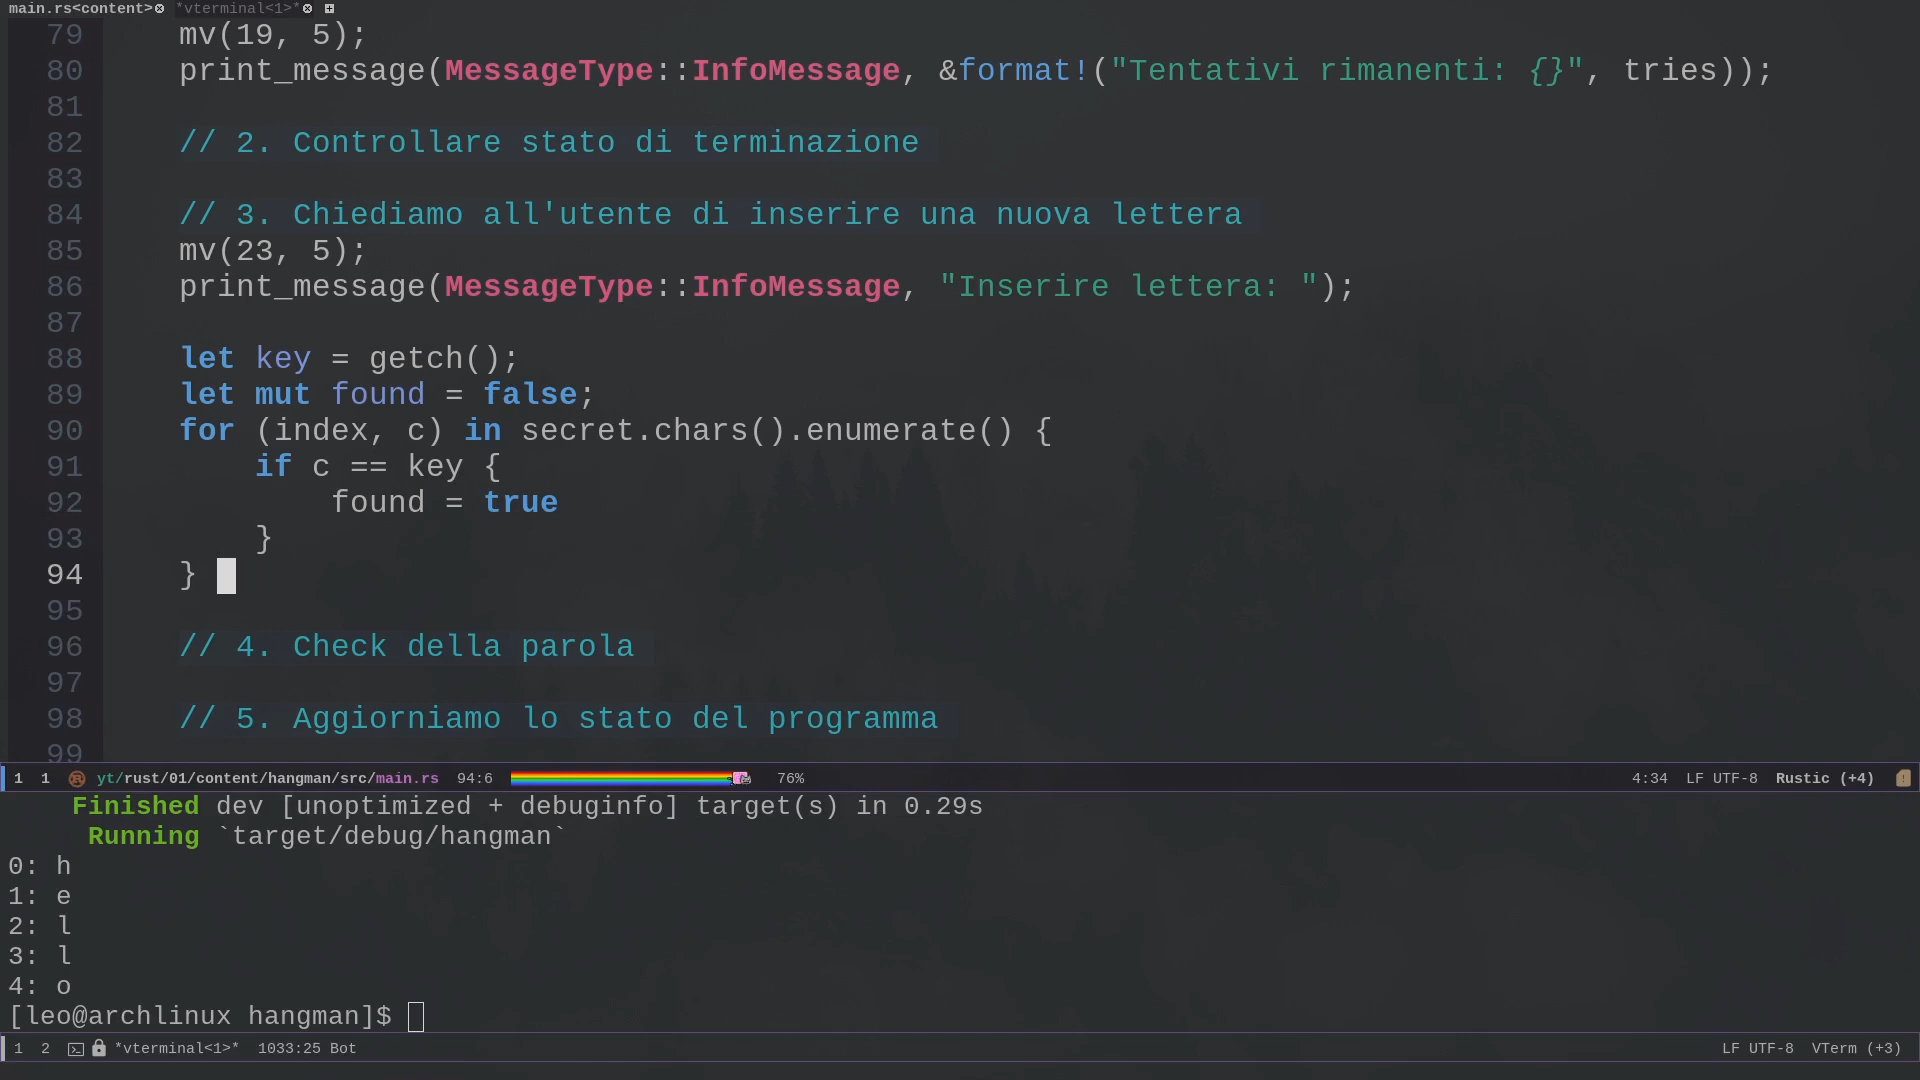 main.rs<content> *vterminal<1>*
79 mv(19, 5);
80 print_message(MessageType::InfoMessage, &format!("Tentativi rimanenti: {}", tries));
81
82 // 2. Controllare stato di terminazione
83
84 // 3. Chiediamo all'utente di inserire una nuova lettera
85 mv(23, 5);
86 print_message(MessageType::InfoMessage, "Inserire lettera: ");
87
88 let key = getch();
89 let mut found = false;
90 for (index, c) in secret.chars().enumerate() {
91 if c == key {
92 found = true
93 }
94 }
95
96 // 4. Check della parola
97
98 // 5. Aggiorniamo lo stato del programma
99
1 1 yt/rust/01/content/hangman/src/main.rs 94:6 76% 4:34 LF UTF-8 Rustic (+4)
Finished dev [unoptimized + debuginfo] target(s) in 0.29s
Running `target/debug/hangman`
0: h
1: e
2: l
3: l
4: o
[leo@archlinux hangman]$
1 2 *vterminal<1>* 1033:25 Bot LF UTF-8 VTerm (+3)